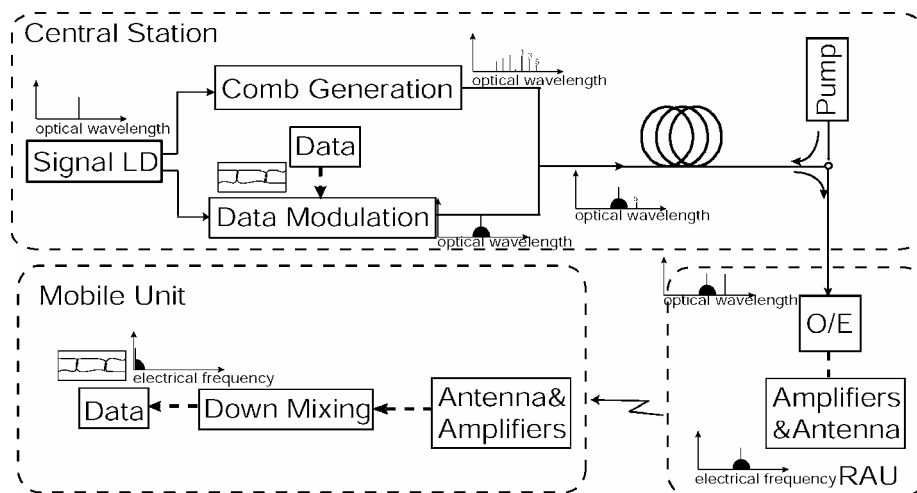 Central Station
optical wavelength
Signal LD
Comb Generation
optical wavelength
Data
Data Modulation
optical wavelength
optical wavelength
Pump
Mobile Unit
electrical frequency
Data
Down Mixing
Antenna&
Amplifiers
optical wavelength
O/E
Amplifiers
&Antenna
electrical frequency
RAU